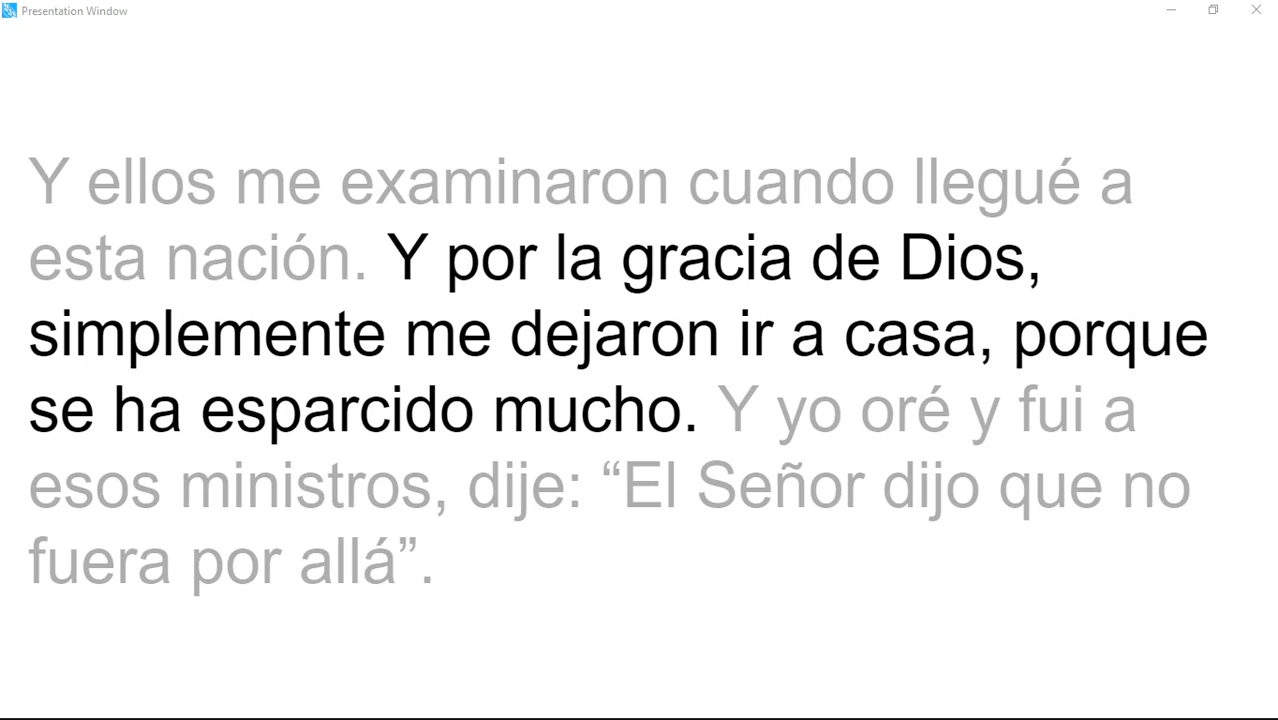 Presentation Window
Y ellos me examinaron cuando llegué a
esta nación. Y por la gracia de Dios,
simplemente me dejaron ir a casa, porque
se ha esparcido mucho. Y yo oré y fui a
esos ministros, dije: “El Señor dijo que no
fuera por allá”.